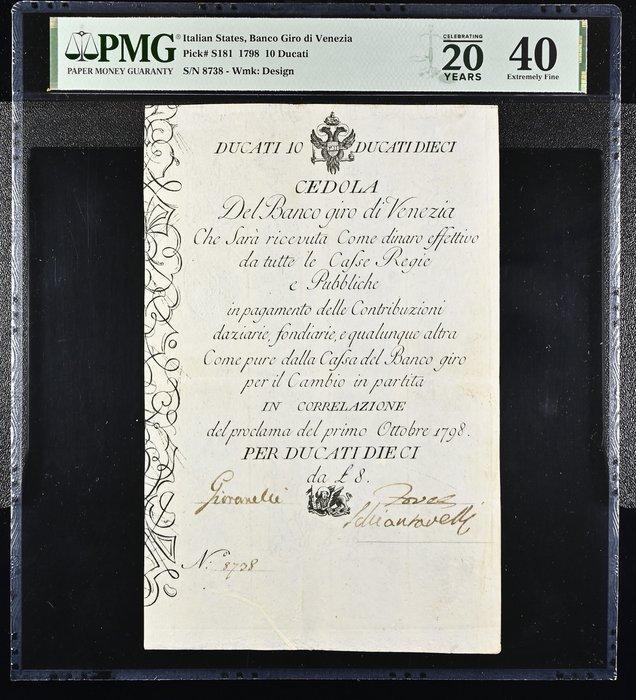 PMG
PAPER MONEY GUARANTY
Italian States, Banco Giro di Venezia
Pick# S181 1798 10 Ducati
S/N 8738 - Wmk: Design
CELEBRATING
20
YEARS
40
Extremely Fine
DUCATI 10 DUCATI DIECI
CEDOLA
Del Banco giro di Venezia
Che Sarà ricevuta Come dinaro effettivo
da tutte le Casse Regie
e Pubbliche
in pagamento delle Contribuzioni
daziarie, fondiarie, e qualunque altra
Come pure dalla Cassa del Banco giro
per il Cambio in partita
IN CORRELAZIONE
del proclama del primo Ottobre 1798.
PER DUCATI DIECI
da £ 8.
Giovanelli
Schiantarelli
N.º 8738